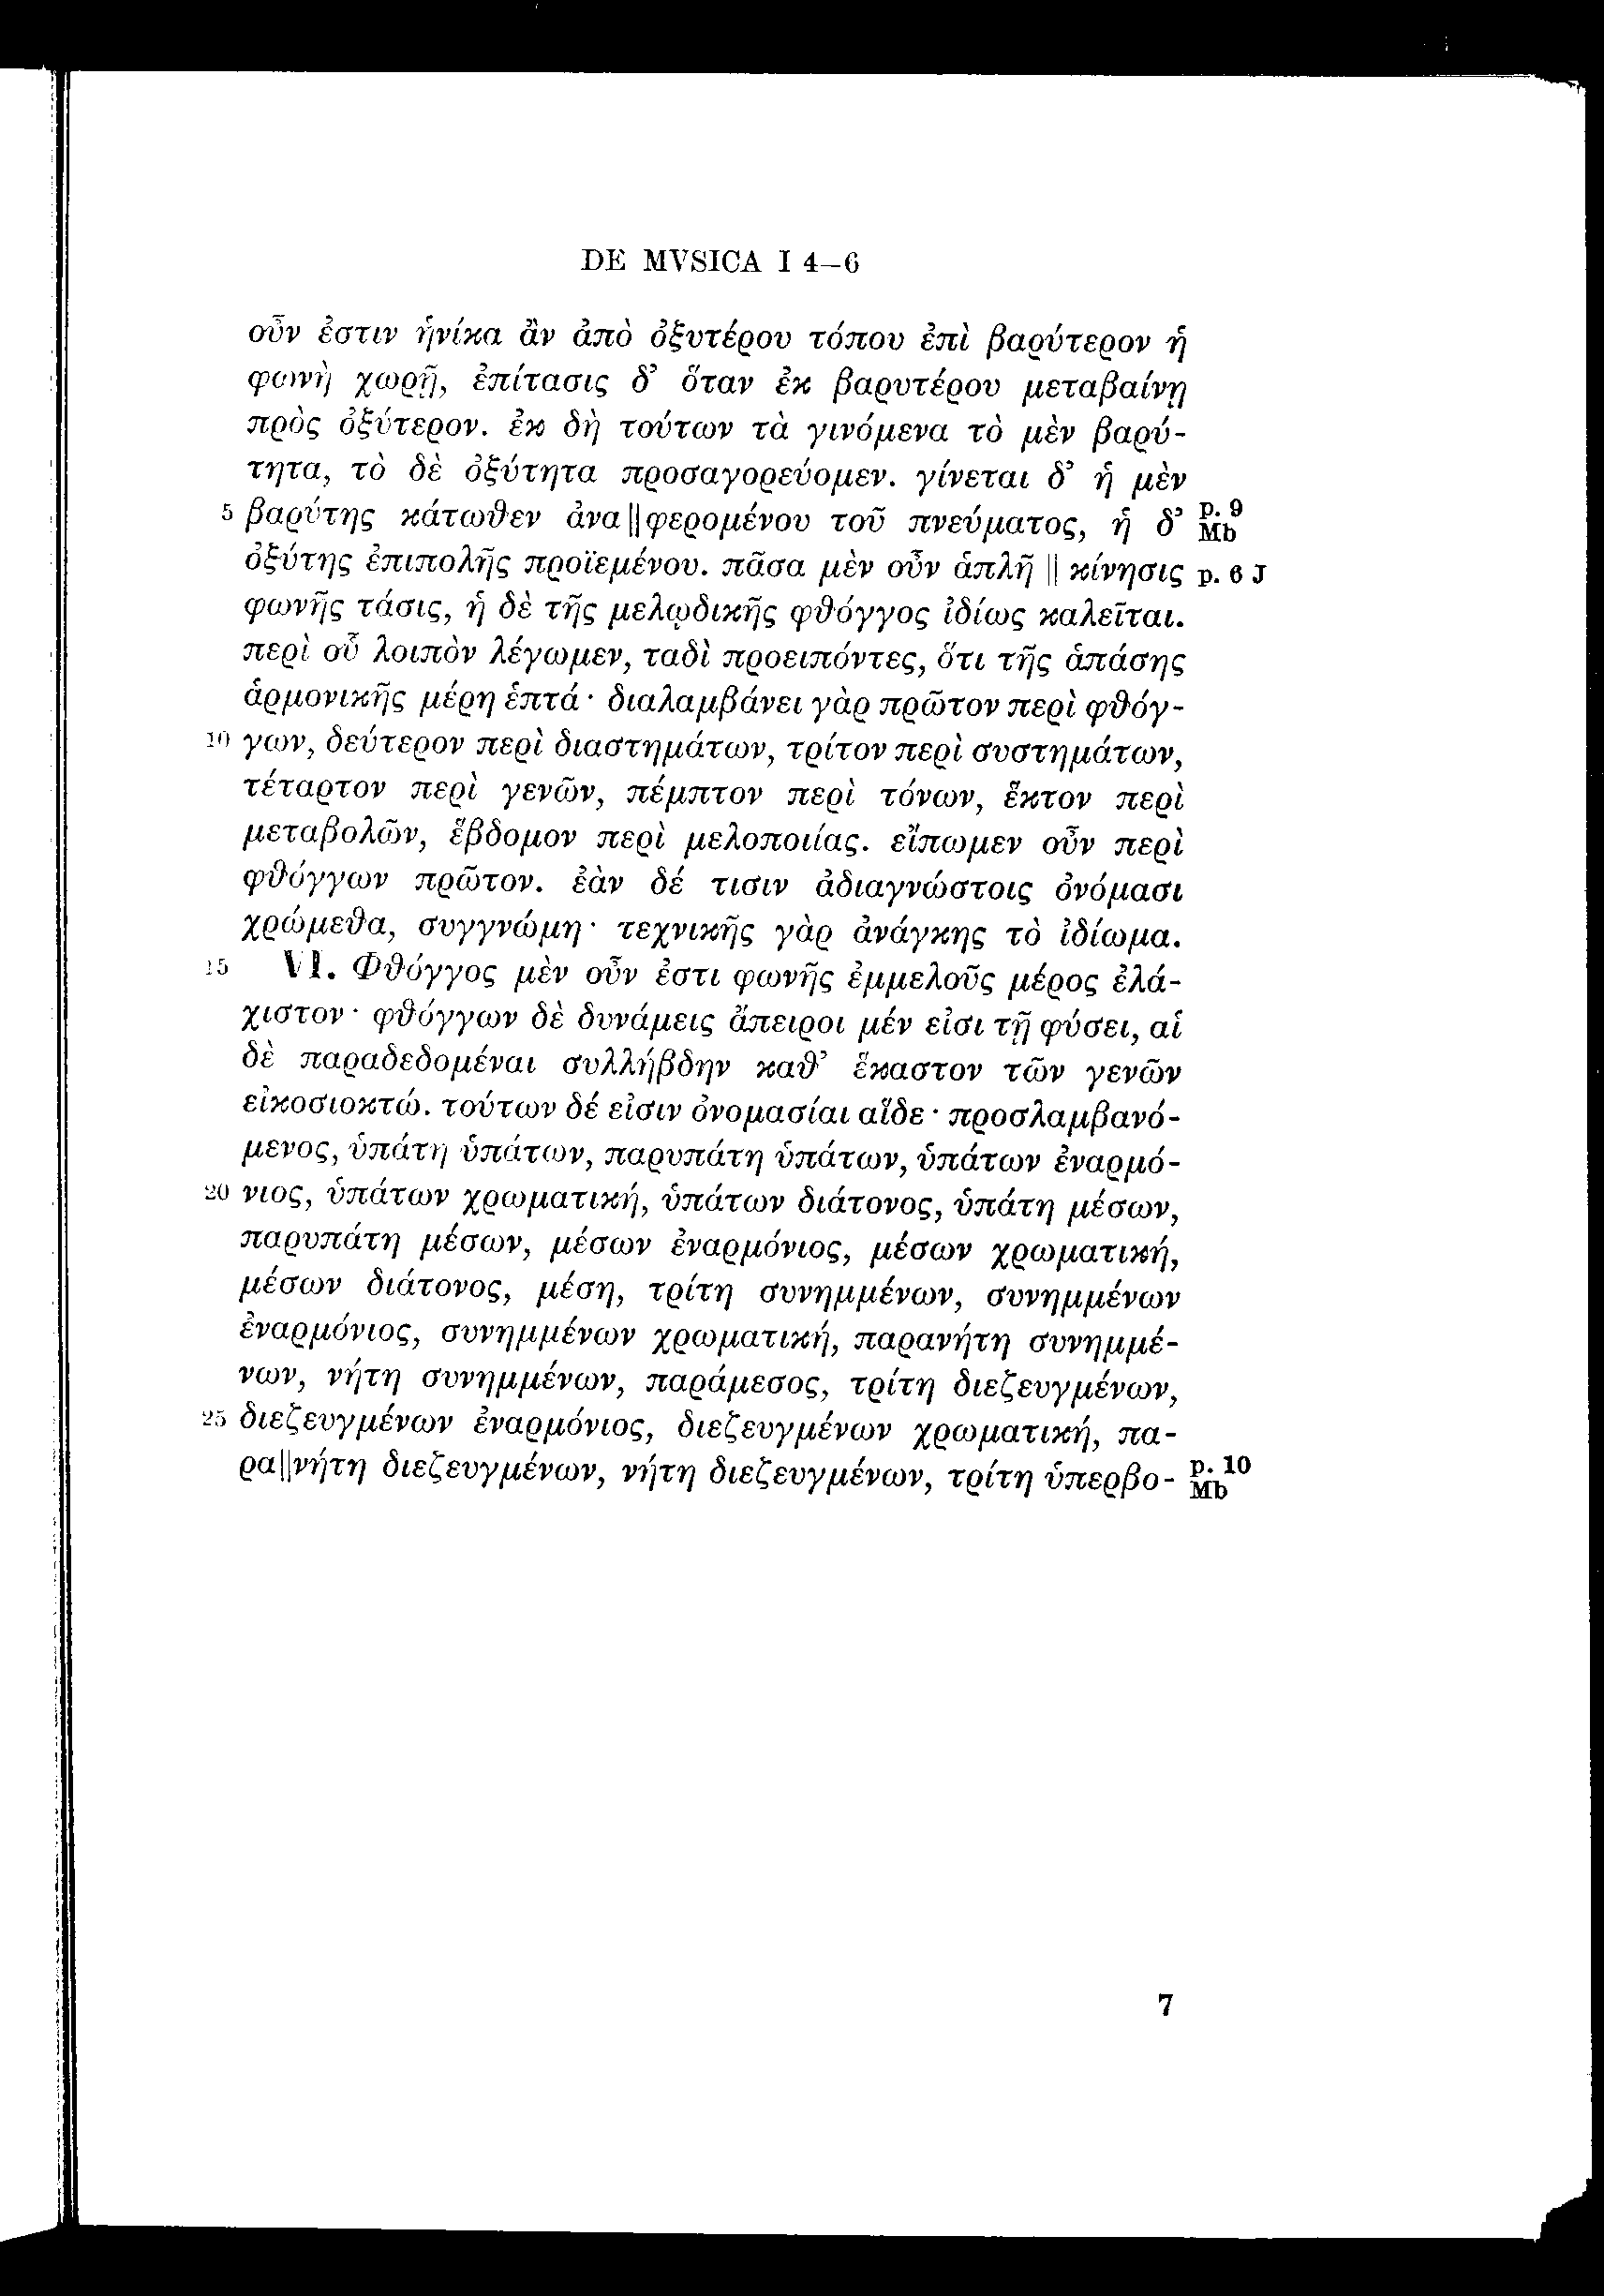 DE MVSICA I 4–6
οὖν ἐστιν ἡνίκα ἂν ἀπὸ ὀξυτέρου τόπου ἐπὶ βαρύτερον ἡ
φωνὴ χωρῇ, ἐπίτασις δ’ ὅταν ἐκ βαρυτέρου μεταβαίνῃ
πρὸς ὀξύτερον. ἐκ δὴ τούτων τὰ γινόμενα τὸ μὲν βαρύ-
τητα, τὸ δὲ ὀξύτητα προσαγορεύομεν. γίνεται δ’ ἡ μὲν
5 βαρύτης κάτωθεν ἀνα||φερομένου τοῦ πνεύματος, ἡ δ’ p. 9 Mb
ὀξύτης ἐπιπολῆς προϊεμένου. πᾶσα μὲν οὖν ἁπλῆ || κίνησις p. 6 J
φωνῆς τάσις, ἡ δὲ τῆς μελῳδικῆς φθόγγος ἰδίως καλεῖται.
περὶ οὗ λοιπὸν λέγωμεν, ταδὶ προειπόντες, ὅτι τῆς ἁπάσης
ἁρμονικῆς μέρη ἑπτά· διαλαμβάνει γὰρ πρῶτον περὶ φθόγ-
10 γων, δεύτερον περὶ διαστημάτων, τρίτον περὶ συστημάτων,
τέταρτον περὶ γενῶν, πέμπτον περὶ τόνων, ἕκτον περὶ
μεταβολῶν, ἕβδομον περὶ μελοποιίας. εἴπωμεν οὖν περὶ
φθόγγων πρῶτον. ἐὰν δέ τισιν ἀδιαγνώστοις ὀνόμασι
χρώμεθα, συγγνώμη· τεχνικῆς γὰρ ἀνάγκης τὸ ἰδίωμα.
15 VI. Φθόγγος μὲν οὖν ἐστι φωνῆς ἐμμελοῦς μέρος ἐλά-
χιστον· φθόγγων δὲ δυνάμεις ἄπειροι μέν εἰσι τῇ φύσει, αἱ
δὲ παραδεδομέναι συλλήβδην καθ’ ἕκαστον τῶν γενῶν
εἰκοσιοκτώ. τούτων δέ εἰσιν ὀνομασίαι αἵδε· προσλαμβανό-
μενος, ὑπάτη ὑπάτων, παρυπάτη ὑπάτων, ὑπάτων ἐναρμό-
20 νιος, ὑπάτων χρωματική, ὑπάτων διάτονος, ὑπάτη μέσων,
παρυπάτη μέσων, μέσων ἐναρμόνιος, μέσων χρωματική,
μέσων διάτονος, μέση, τρίτη συνημμένων, συνημμένων
ἐναρμόνιος, συνημμένων χρωματική, παρανήτη συνημμέ-
νων, νήτη συνημμένων, παράμεσος, τρίτη διεζευγμένων,
25 διεζευγμένων ἐναρμόνιος, διεζευγμένων χρωματική, πα-
ρα||νήτη διεζευγμένων, νήτη διεζευγμένων, τρίτη ὑπερβο- p. 10 Mb
7